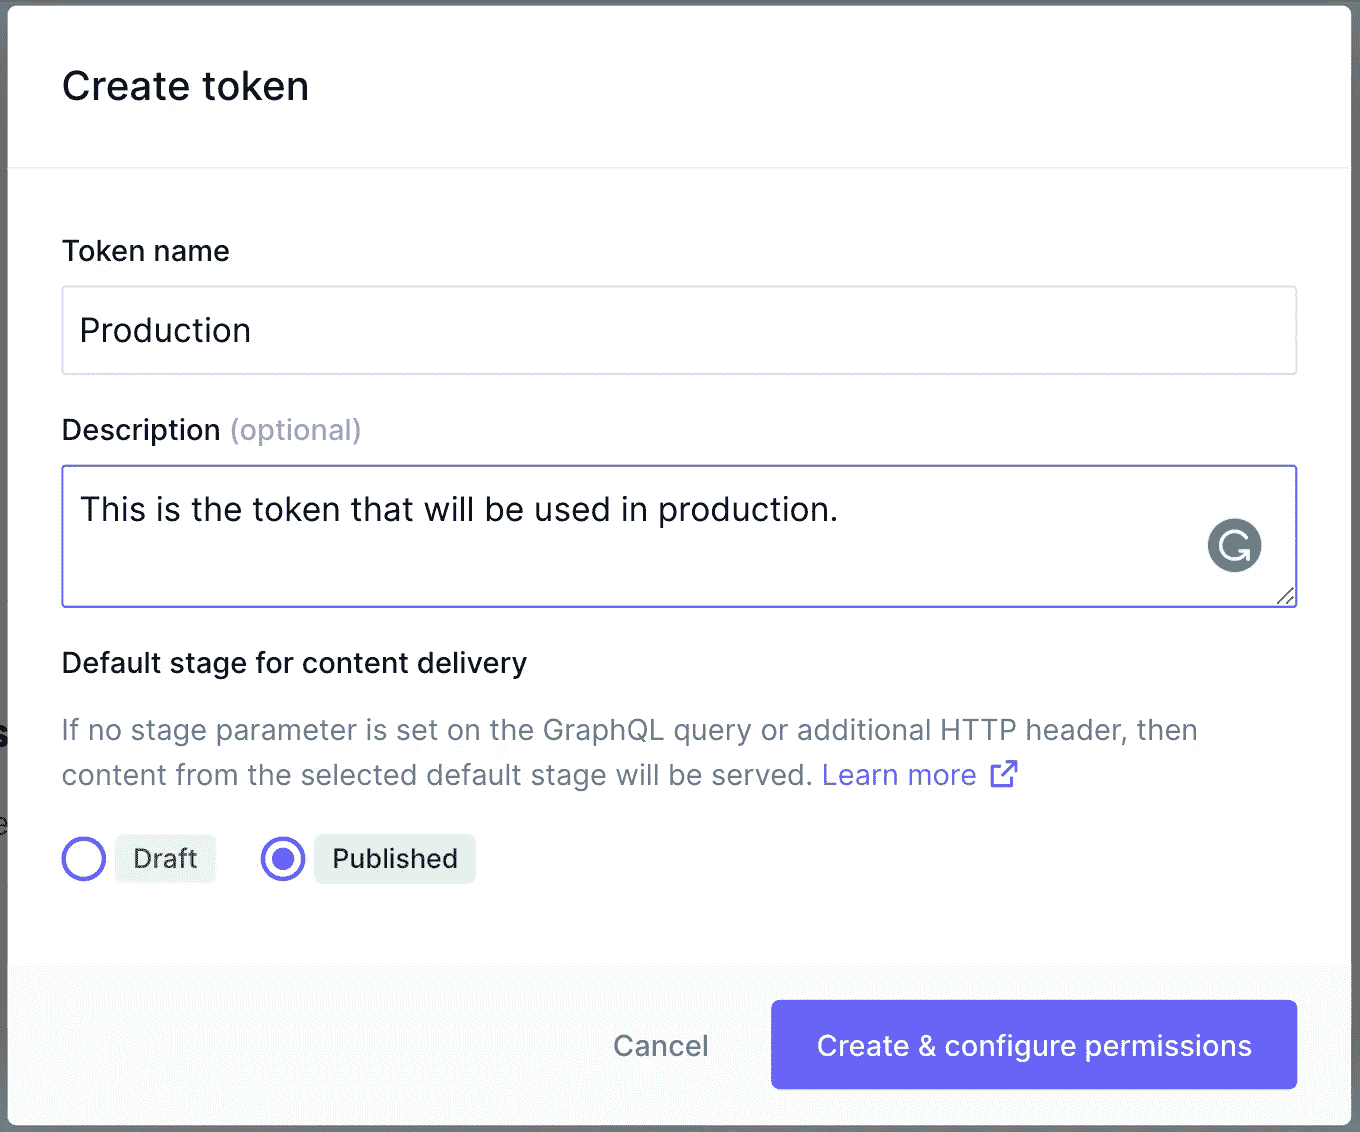 Create token
Token name
Production
Description (optional)
This is the token that will be used in production.
Default stage for content delivery
If no stage parameter is set on the GraphQL query or additional HTTP header, then
content from the selected default stage will be served. Learn more
Draft Published
Cancel Create & configure permissions